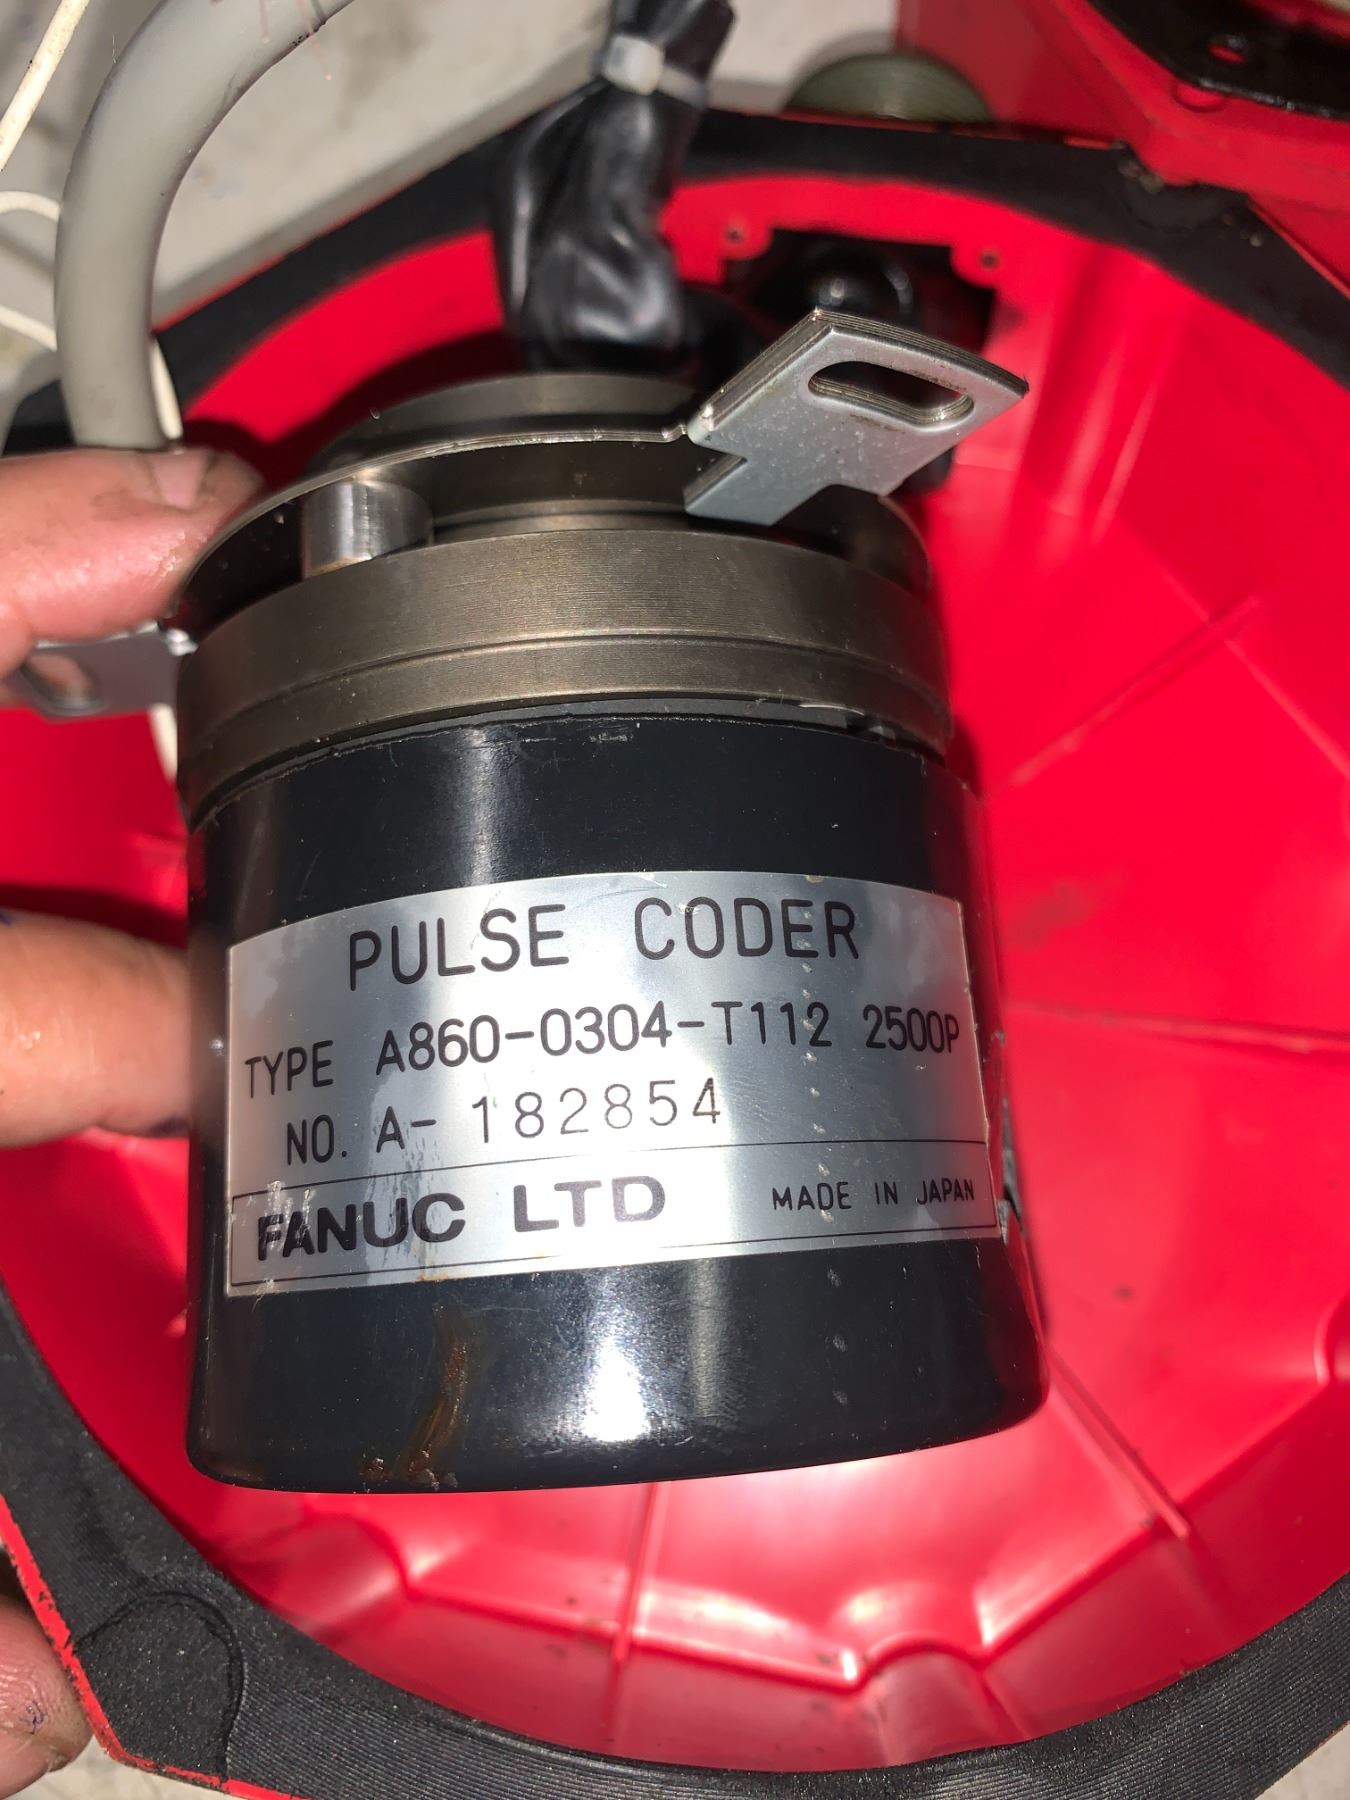 PULSE CODER
TYPE A860-0304-T112 2500P
NO. A- 182854
FANUC LTD MADE IN JAPAN